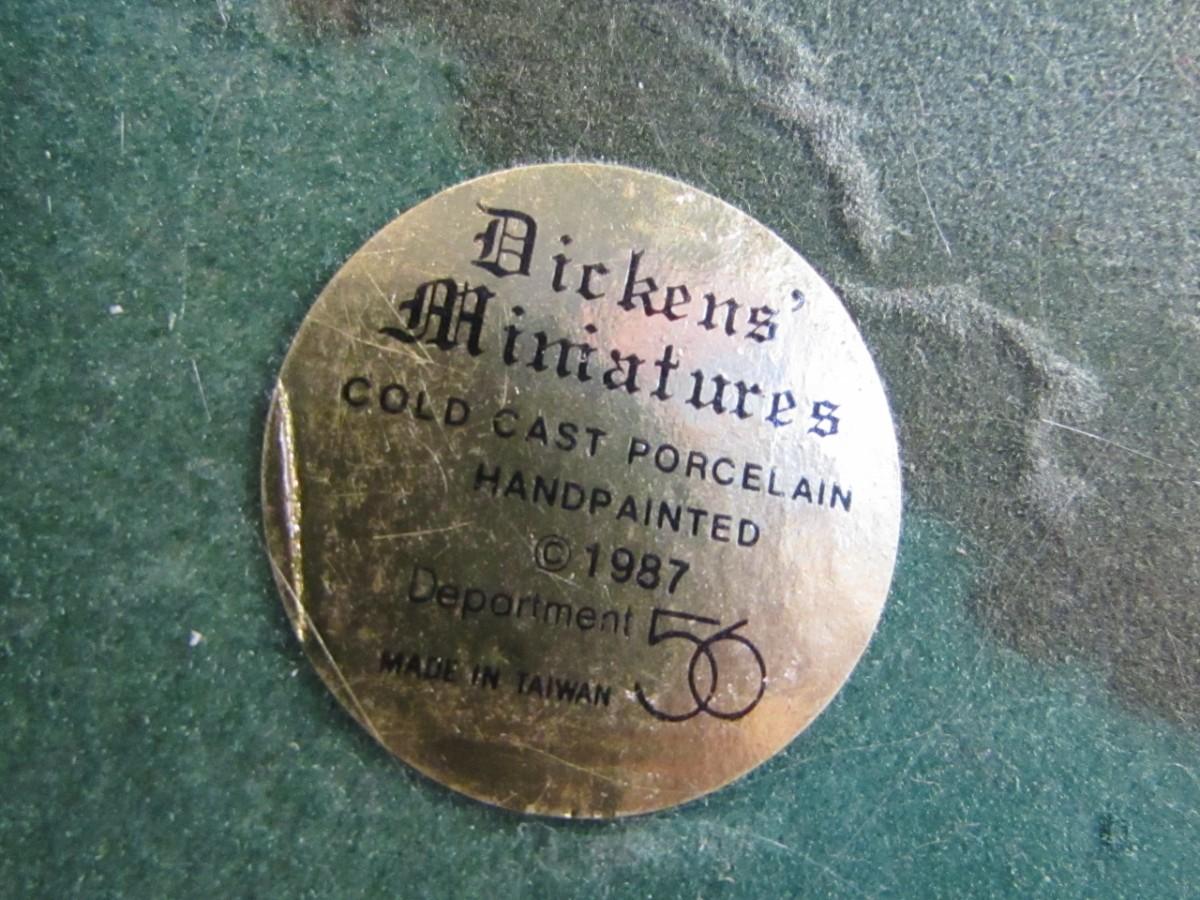 Dickens'
Miniatures
COLD CAST PORCELAIN
HANDPAINTED
©1987
Department 56
MADE IN TAIWAN